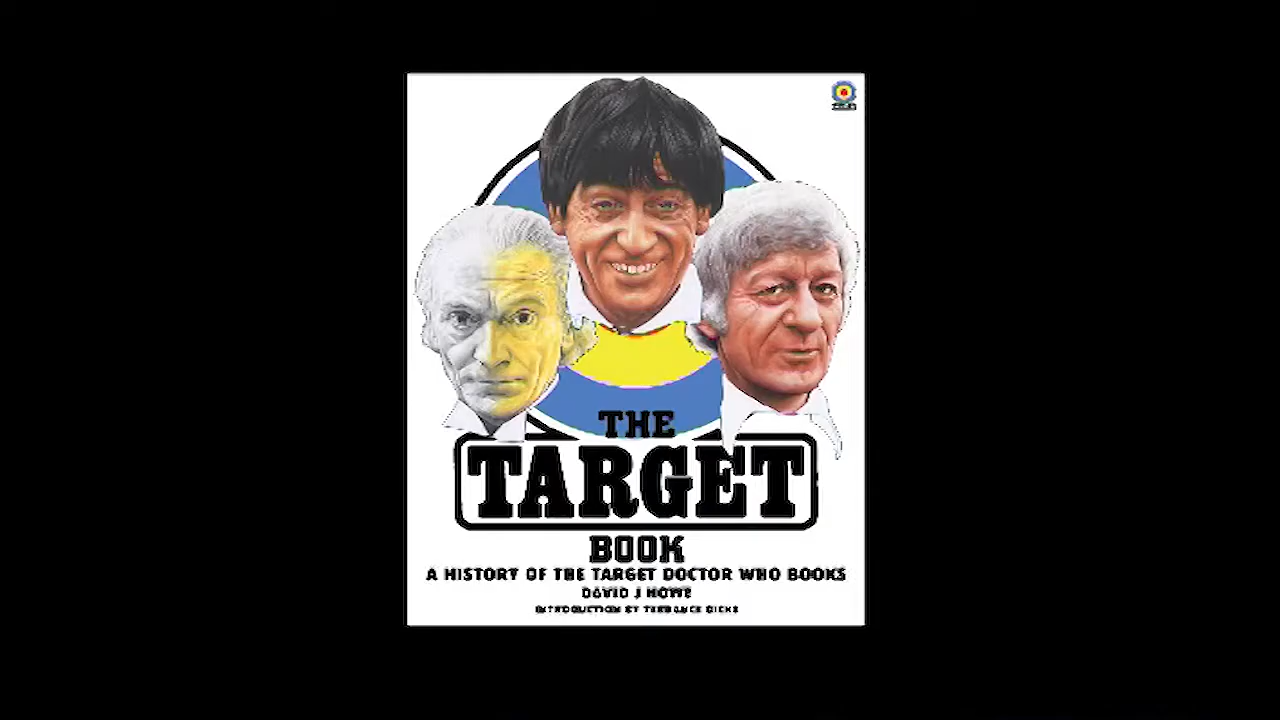 THE
TARGET
BOOK
A HISTORY OF THE TARGET DOCTOR WHO BOOKS
DAVID J HOWE
INTRODUCTION BY TERRANCE DICKS